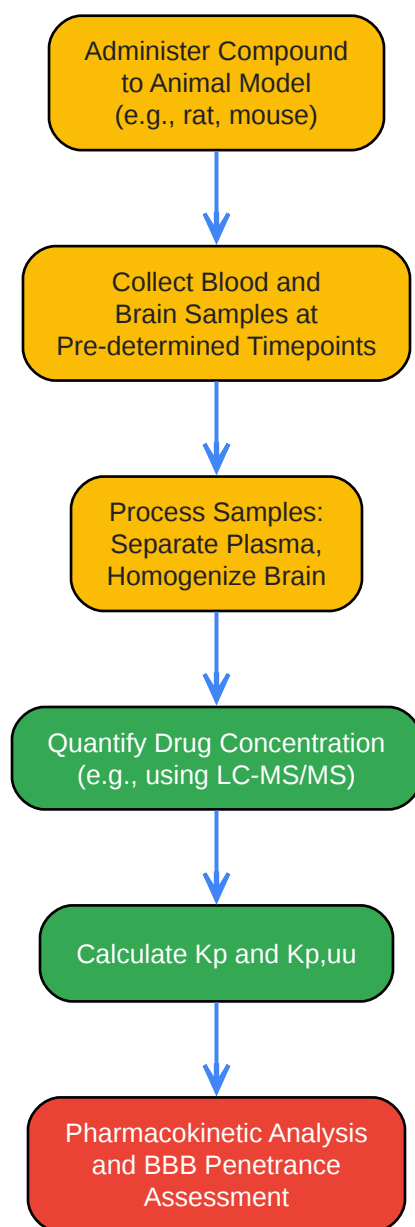 Administer Compound
to Animal Model
(e.g., rat, mouse)
Collect Blood and
Brain Samples at
Pre-determined Timepoints
Process Samples:
Separate Plasma,
Homogenize Brain
Quantify Drug Concentration
(e.g., using LC-MS/MS)
Calculate Kp and Kp,uu
Pharmacokinetic Analysis
and BBB Penetrance
Assessment